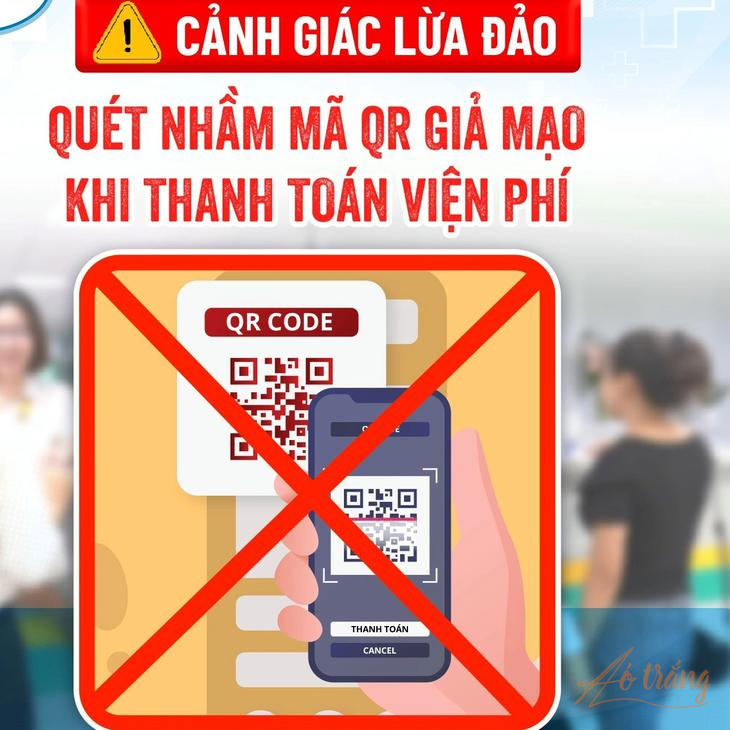 CẢNH GIÁC LỪA ĐẢO
QUÉT NHẦM MÃ QR GIẢ MẠO
KHI THANH TOÁN VIỆN PHÍ
QR CODE
THANH TOÁN
CANCEL
Áo trắng